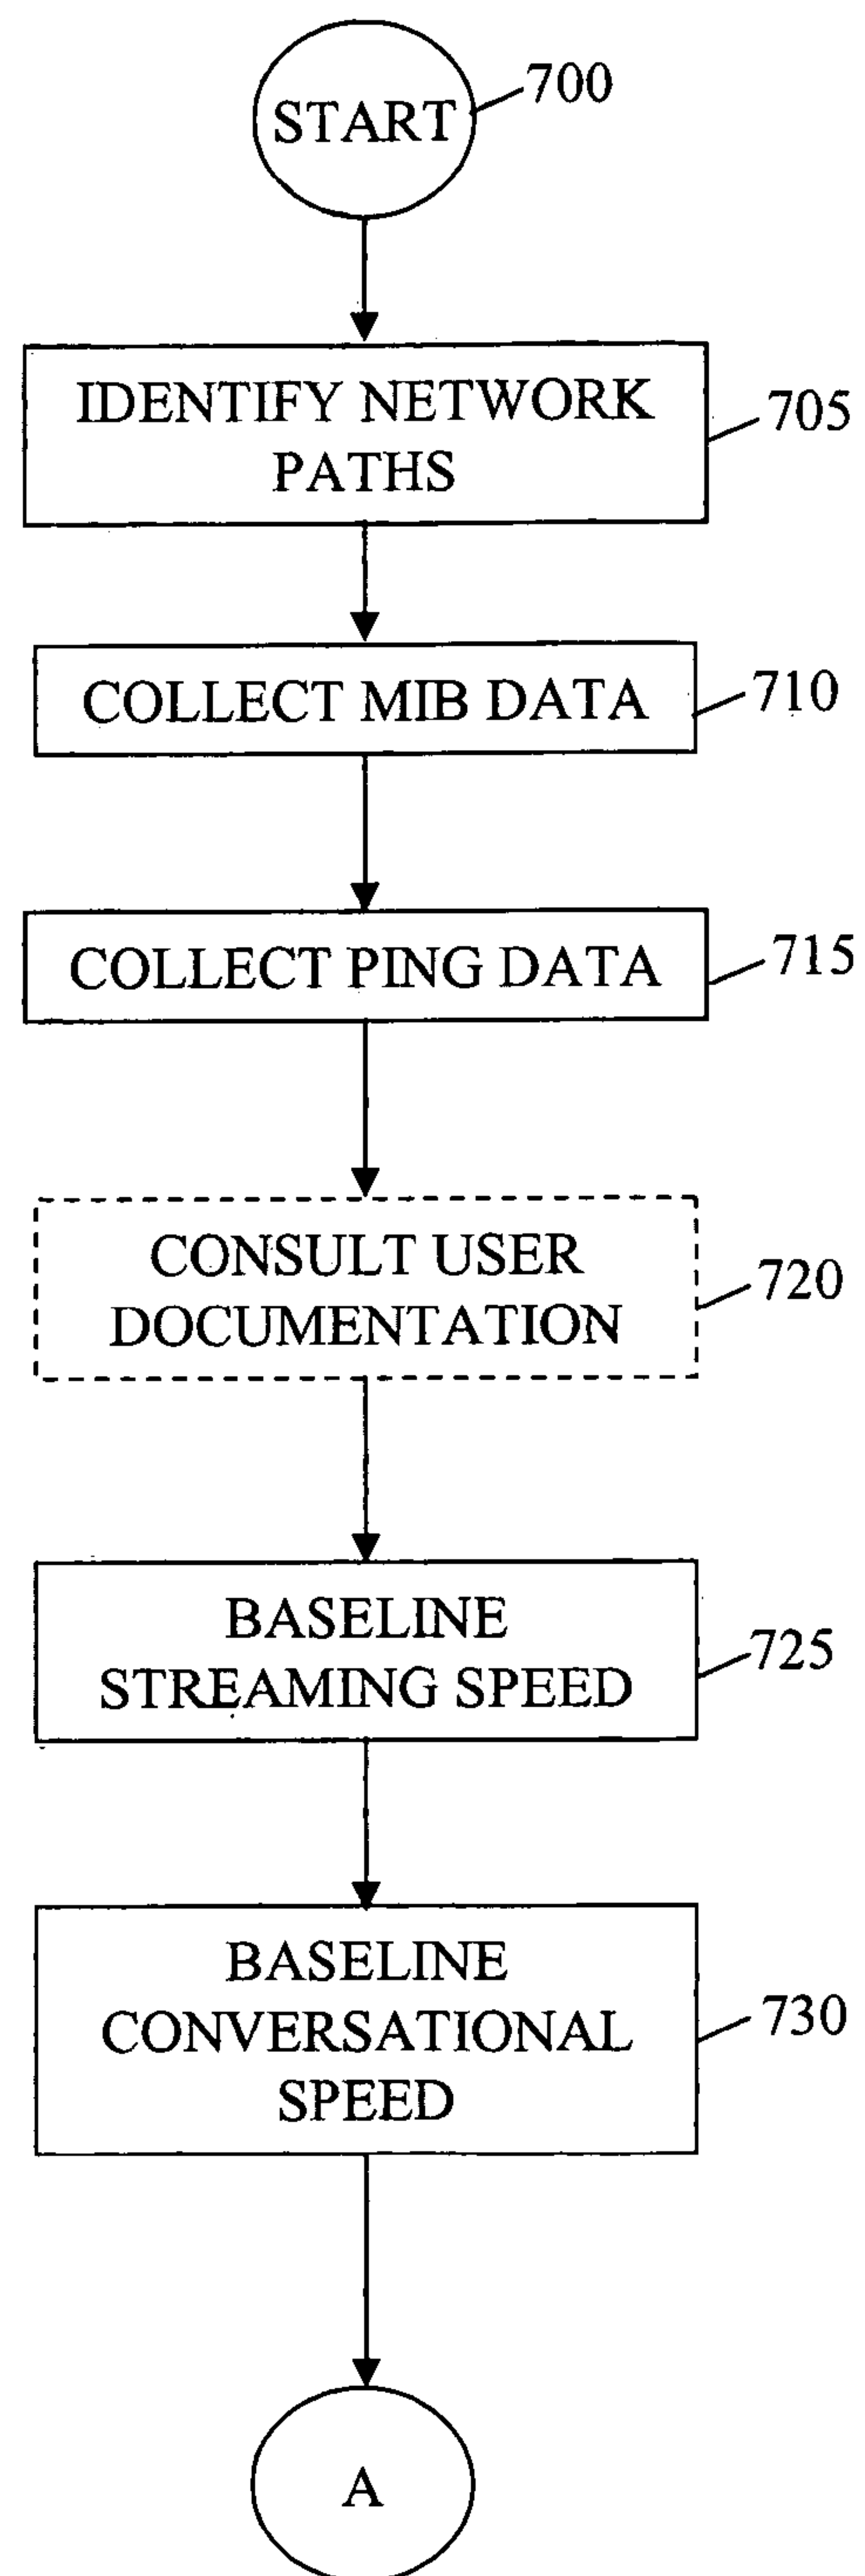 START
700
IDENTIFY NETWORK
PATHS
705
COLLECT MIB DATA
710
COLLECT PING DATA
715
CONSULT USER
DOCUMENTATION
720
BASELINE
STREAMING SPEED
725
BASELINE
CONVERSATIONAL
SPEED
730
A